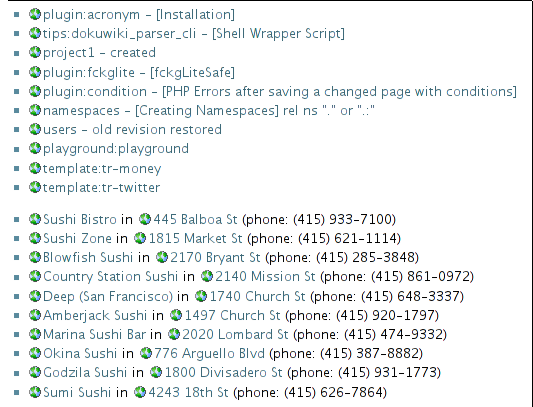 plugin:acronym - [Installation]
tips:dokuwiki_parser_cli - [Shell Wrapper Script]
project1 - created
plugin:fckglite - [fckgLiteSafe]
plugin:condition - [PHP Errors after saving a changed page with conditions]
namespaces - [Creating Namespaces] rel ns "." or ".:"
users - old revision restored
playground:playground
template:tr-money
template:tr-twitter
Sushi Bistro in 445 Balboa St (phone: (415) 933-7100)
Sushi Zone in 1815 Market St (phone: (415) 621-1114)
Blowfish Sushi in 2170 Bryant St (phone: (415) 285-3848)
Country Station Sushi in 2140 Mission St (phone: (415) 861-0972)
Deep (San Francisco) in 1740 Church St (phone: (415) 648-3337)
Amberjack Sushi in 1497 Church St (phone: (415) 920-1797)
Marina Sushi Bar in 2020 Lombard St (phone: (415) 474-9332)
Okina Sushi in 776 Arguello Blvd (phone: (415) 387-8882)
Godzila Sushi in 1800 Divisadero St (phone: (415) 931-1773)
Sumi Sushi in 4243 18th St (phone: (415) 626-7864)